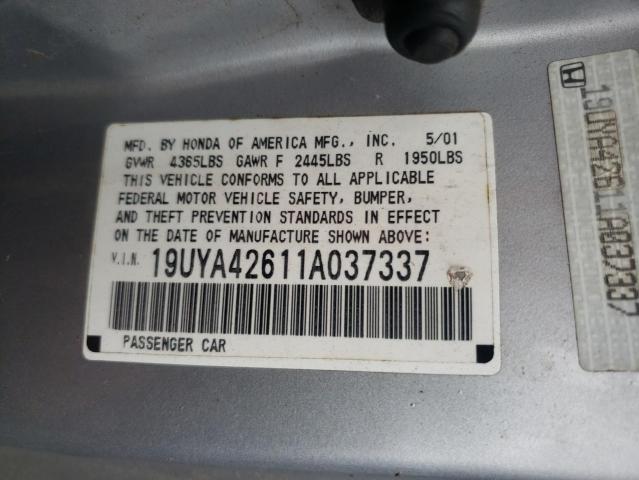 MFD. BY HONDA OF AMERICA MFG., INC. 5/01
GVWR 4365LBS GAWR F 2445LBS R 1950LBS
THIS VEHICLE CONFORMS TO ALL APPLICABLE
FEDERAL MOTOR VEHICLE SAFETY, BUMPER,
AND THEFT PREVENTION STANDARDS IN EFFECT
ON THE DATE OF MANUFACTURE SHOWN ABOVE:
V.I.N. 19UYA42611A037337
PASSENGER CAR
19UYA42611A037337